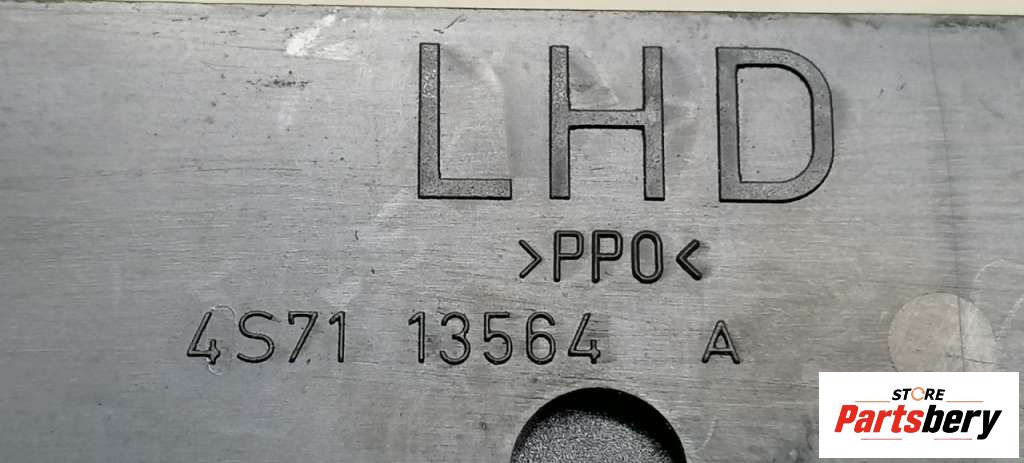 LHD
>PPO<
4S71 13564 A
STORE
Partsbery